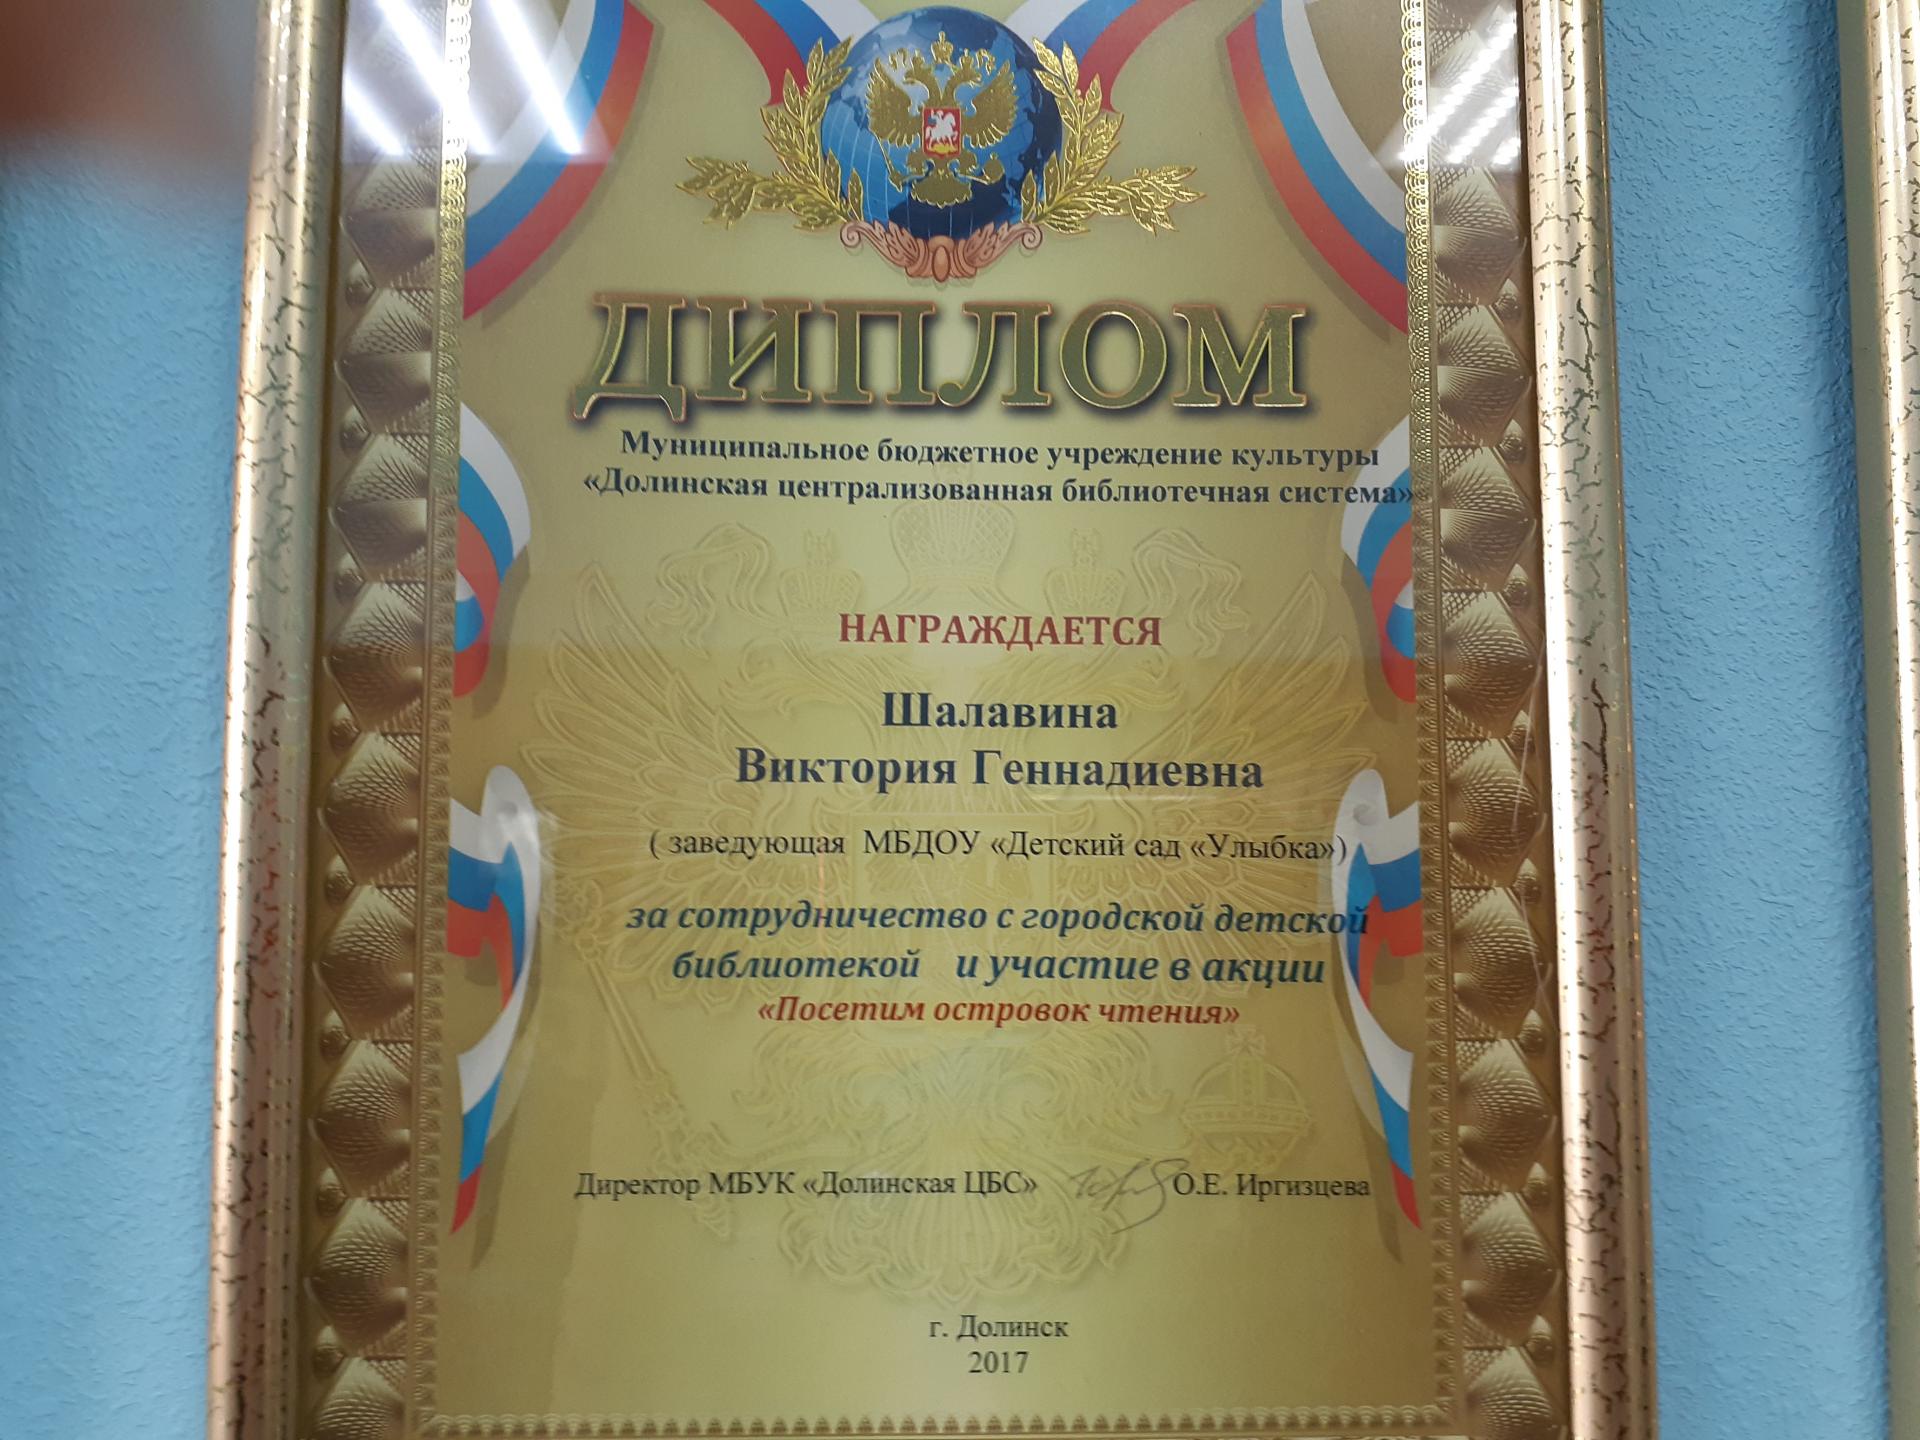 ДИПЛОМ
Муниципальное бюджетное учреждение культуры
«Долинская централизованная библиотечная система»
НАГРАЖДАЕТСЯ
Шалавина
Виктория Геннадиевна
( заведующая МБДОУ «Детский сад «Улыбка»)
за сотрудничество с городской детской
библиотекой и участие в акции
«Посетим островок чтения»
Директор МБУК «Долинская ЦБС» О.Е. Иргизцева
г. Долинск
2017